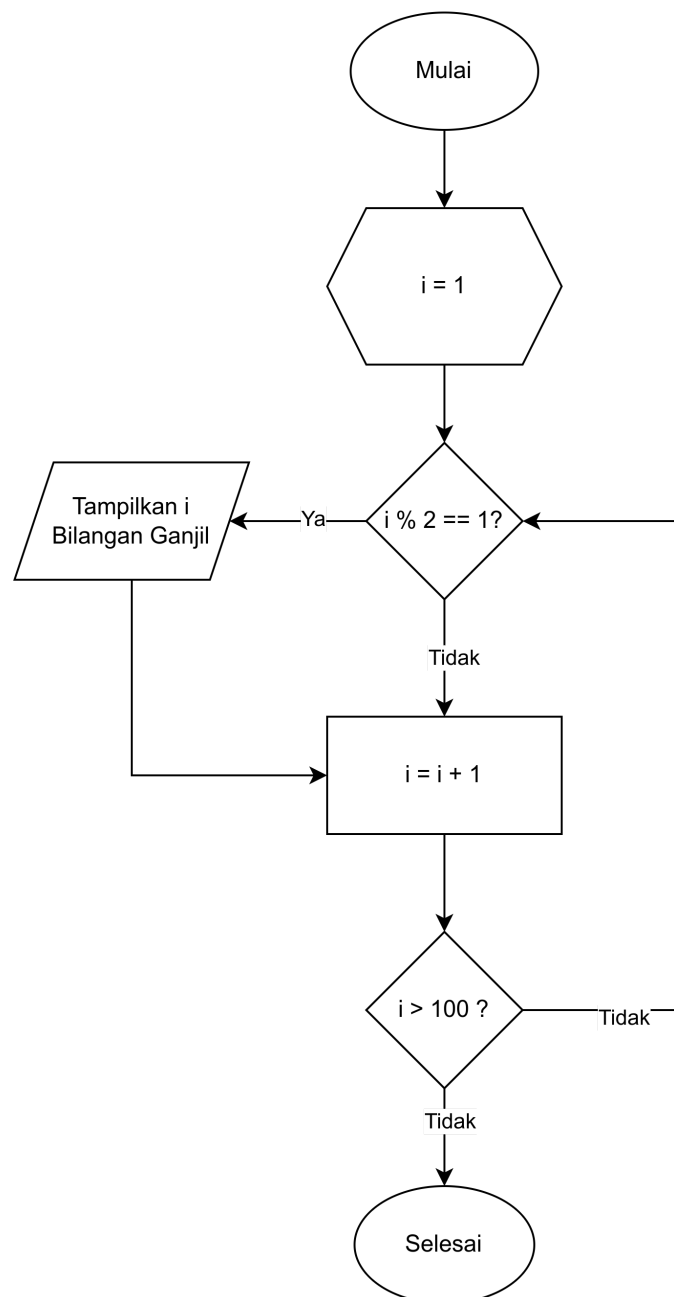 Mulai
i = 1
i % 2 == 1?
Ya
Tampilkan i
Bilangan Ganjil
Tidak
i = i + 1
i > 100 ?
Tidak
Tidak
Selesai